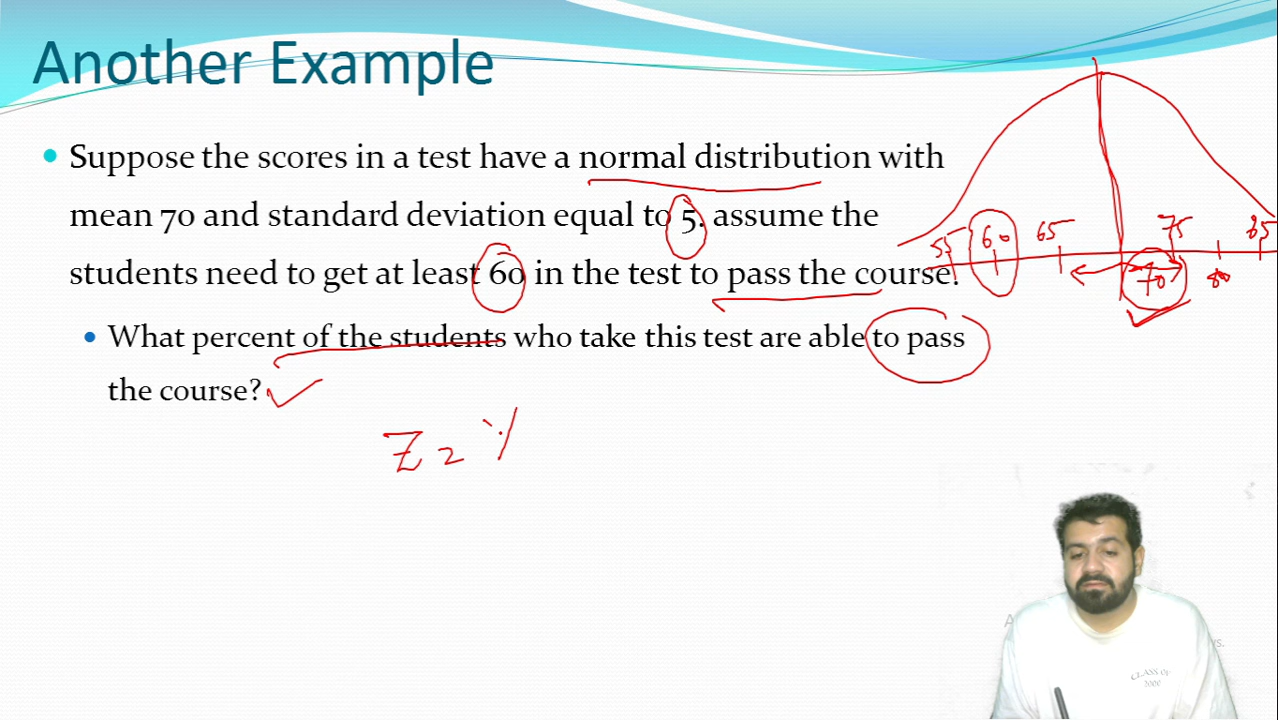 Another Example
Suppose the scores in a test have a normal distribution with
mean 70 and standard deviation equal to 5. assume the
students need to get at least 60 in the test to pass the course.
What percent of the students who take this test are able to pass
the course?
55 60 65 70 75 80 85
Z =
CLASS OF
2000